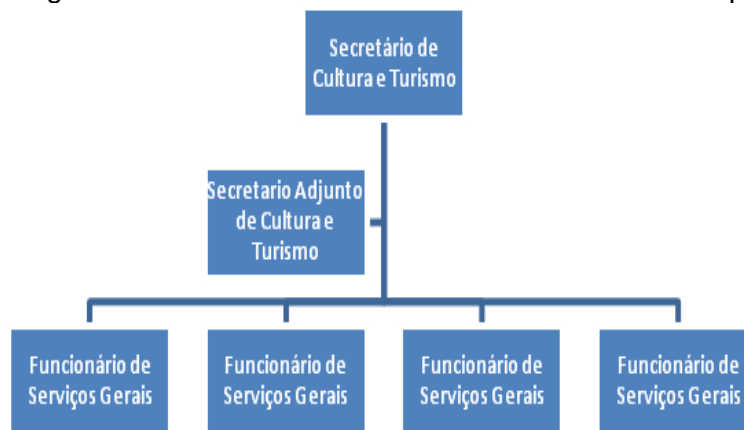 Secretário de
Cultura e Turismo
Secretario Adjunto
de Cultura e
Turismo
Funcionário de
Serviços Gerais
Funcionário de
Serviços Gerais
Funcionário de
Serviços Gerais
Funcionário de
Serviços Gerais